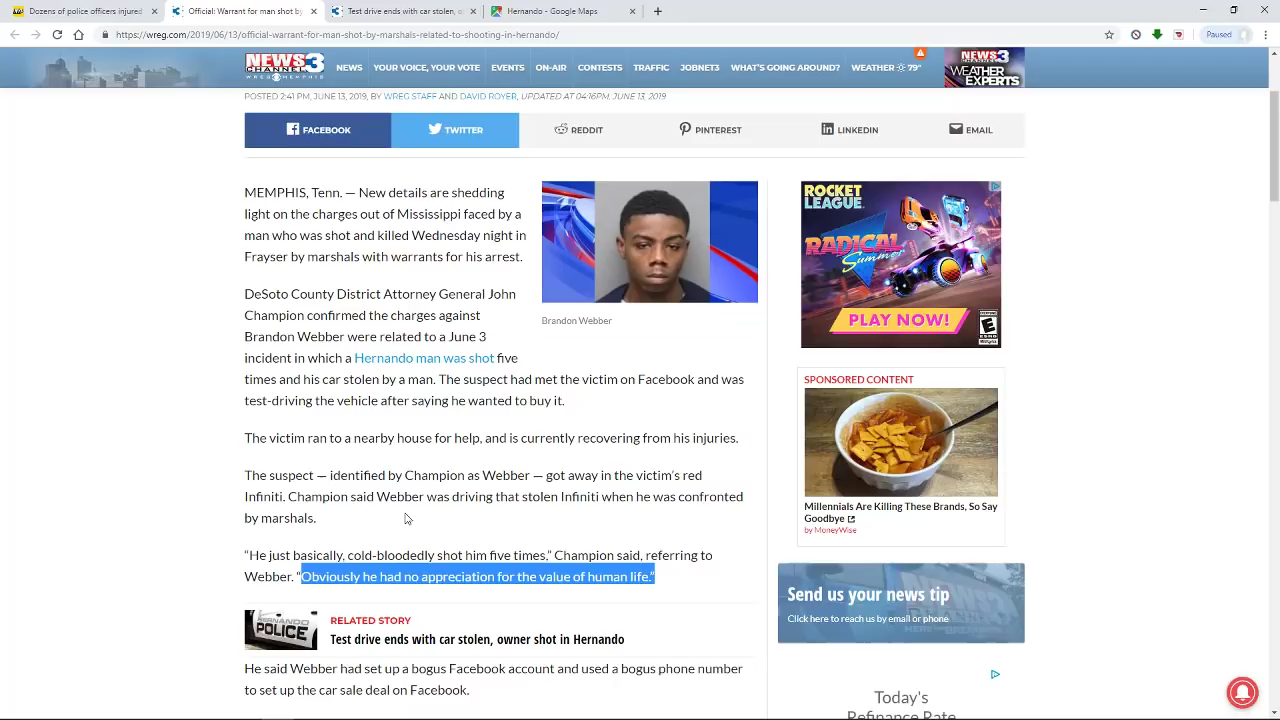 Dozens of police officers injured
Official: Warrant for man shot by
Test drive ends with car stolen, o
Hernando - Google Maps
https://wreg.com/2019/06/13/official-warrant-for-man-shot-by-marshals-related-to-shooting-in-hernando/
Paused
NEWS 3
CHANNEL
WREG MEMPHIS
NEWS
YOUR VOICE, YOUR VOTE
EVENTS
ON-AIR
CONTESTS
TRAFFIC
JOBNETS
WHAT'S GOING AROUND?
WEATHER 79°
NEWS 3
CHANNEL
WEATHER
EXPERTS
POSTED 2:41 PM, JUNE 13, 2019, BY WREG STAFF AND DAVID ROYER, UPDATED AT 04:16PM, JUNE 13, 2019
FACEBOOK
TWITTER
REDDIT
PINTEREST
LINKEDIN
EMAIL
MEMPHIS, Tenn. — New details are shedding
light on the charges out of Mississippi faced by a
man who was shot and killed Wednesday night in
Frayser by marshals with warrants for his arrest.
Brandon Webber
DeSoto County District Attorney General John
Champion confirmed the charges against
Brandon Webber were related to a June 3
incident in which a Hernando man was shot five
times and his car stolen by a man. The suspect had met the victim on Facebook and was
test-driving the vehicle after saying he wanted to buy it.
The victim ran to a nearby house for help, and is currently recovering from his injuries.
The suspect — identified by Champion as Webber — got away in the victim's red
Infiniti. Champion said Webber was driving that stolen Infiniti when he was confronted
by marshals.
“He just basically, cold-bloodedly shot him five times,” Champion said, referring to
Webber. “Obviously he had no appreciation for the value of human life.”
POLICE
RELATED STORY
Test drive ends with car stolen, owner shot in Hernando
He said Webber had set up a bogus Facebook account and used a bogus phone number
to set up the car sale deal on Facebook.
ROCKET
LEAGUE
RADICAL
Summer
PLAY NOW!
E
SPONSORED CONTENT
Millennials Are Killing These Brands, So Say
Goodbye
by MoneyWise
Send us your news tip
Click here to reach us by email or phone
Today's
Refinance Rate